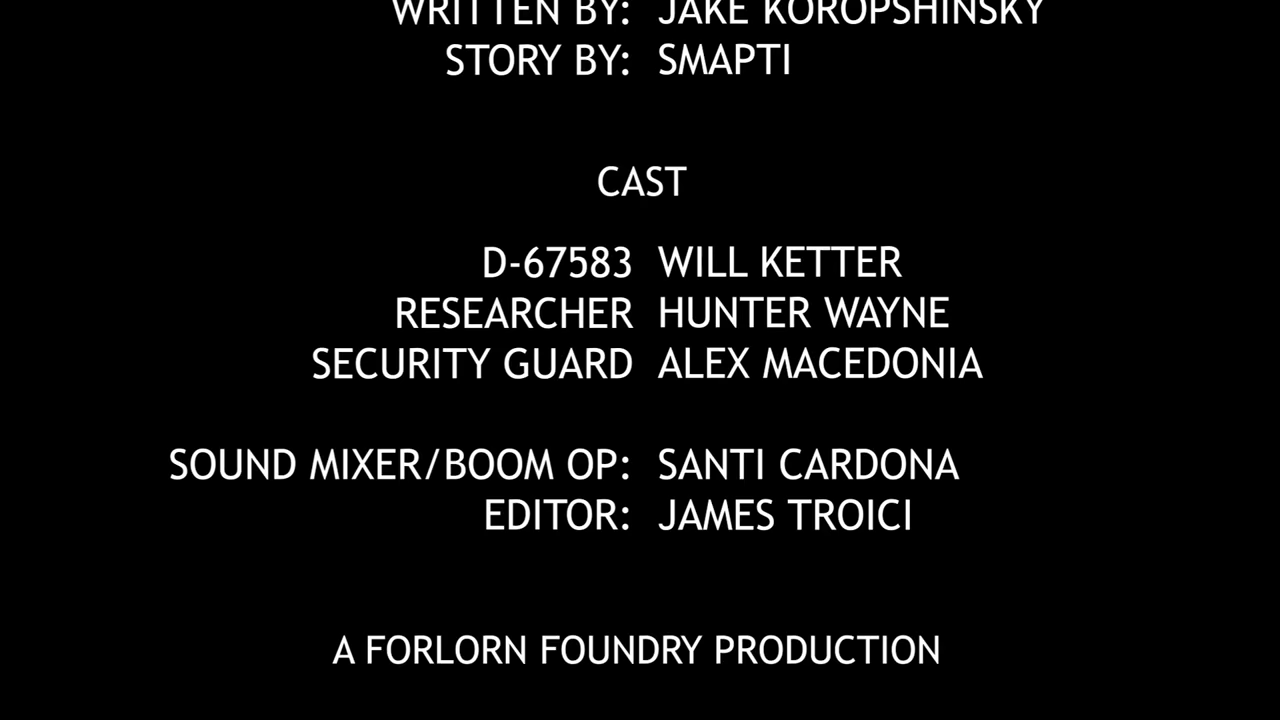 WRITTEN BY: JAKE KOROPSHINSKY
STORY BY: SMAPTI
CAST
D-67583 WILL KETTER
RESEARCHER HUNTER WAYNE
SECURITY GUARD ALEX MACEDONIA
SOUND MIXER/BOOM OP: SANTI CARDONA
EDITOR: JAMES TROICI
A FORLORN FOUNDRY PRODUCTION